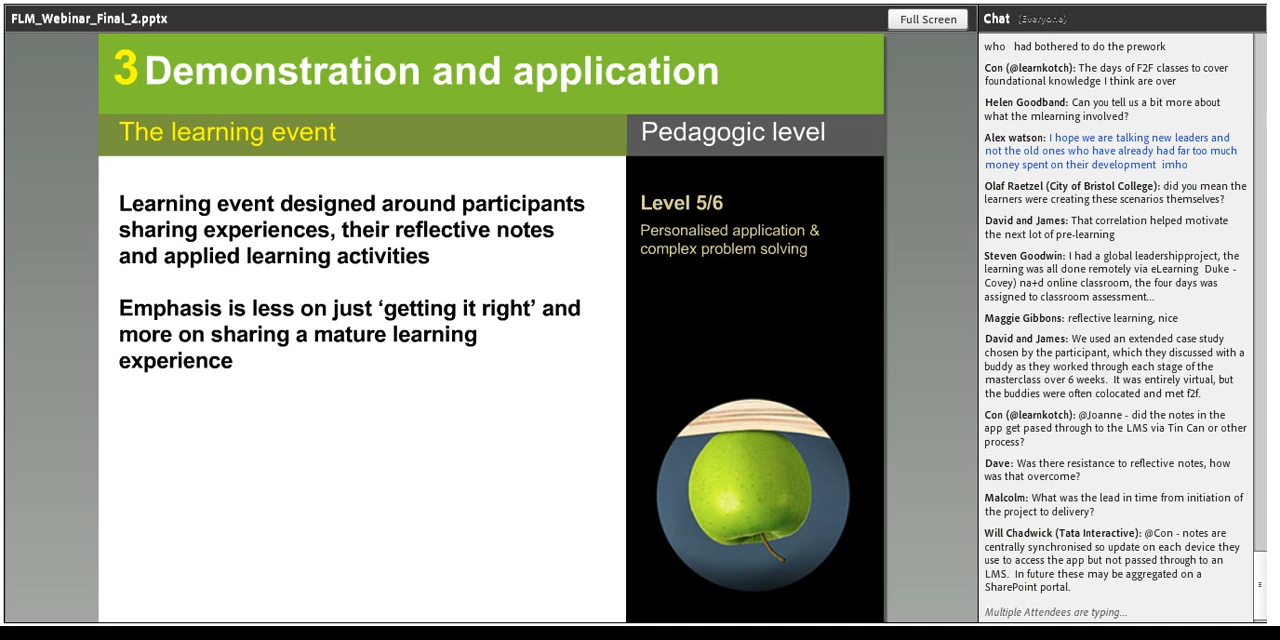 FLM_Webinar_Final_2.pptx
Full Screen
3 Demonstration and application
The learning event
Pedagogic level
Learning event designed around participants
sharing experiences, their reflective notes
and applied learning activities
Emphasis is less on just ‘getting it right’ and
more on sharing a mature learning
experience
Level 5/6
Personalised application &
complex problem solving
Chat (Everyone)
who had bothered to do the prework
Con (@learnkotch): The days of F2F classes to cover
foundational knowledge I think are over
Helen Goodband: Can you tell us a bit more about
what the mlearning involved?
Alex watson: I hope we are talking new leaders and
not the old ones who have already had far too much
money spent on their development imho
Olaf Raetzel (City of Bristol College): did you mean the
learners were creating these scenarios themselves?
David and James: That correlation helped motivate
the next lot of pre-learning
Steven Goodwin: I had a global leadershipproject, the
learning was all done remotely via eLearning Duke -
Covey) na+d online classroom, the four days was
assigned to classroom assessment...
Maggie Gibbons: reflective learning, nice
David and James: We used an extended case study
chosen by the participant, which they discussed with a
buddy as they worked through each stage of the
masterclass over 6 weeks. It was entirely virtual, but
the buddies were often colocated and met f2f.
Con (@learnkotch): @Joanne - did the notes in the
app get pased through to the LMS via Tin Can or other
process?
Dave: Was there resistance to reflective notes, how
was that overcome?
Malcolm: What was the lead in time from initiation of
the project to delivery?
Will Chadwick (Tata Interactive): @Con - notes are
centrally synchronised so update on each device they
use to access the app but not passed through to an
LMS. In future these may be aggregated on a
SharePoint portal.
Multiple Attendees are typing...